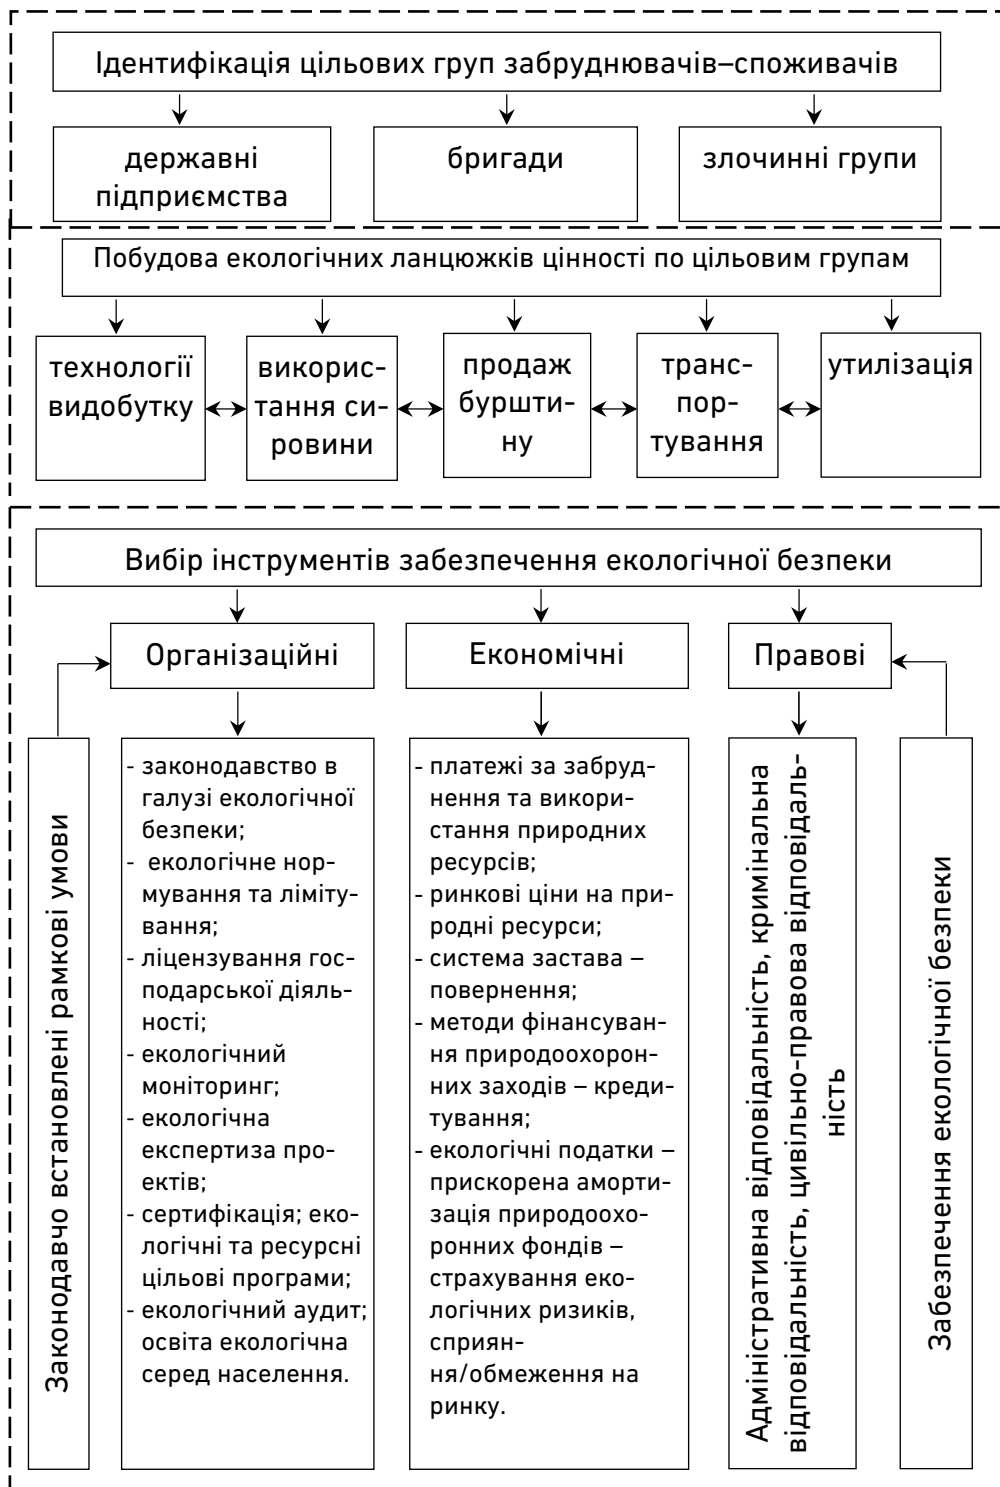 Ідентифікація цільових груп забруднювачів–споживачів
державні
підприємства
бригади
злочинні групи
Побудова екологічних ланцюжків цінності по цільовим групам
технології
видобутку
викорис-
тання си-
ровини
продаж
буршти-
ну
транс-
пор-
тування
утилізація
Вибір інструментів забезпечення екологічної безпеки
Організаційні
Економічні
Правові
Законодавчо встановлені рамкові умови
- законодавство в
галузі екологічної
безпеки;
- екологічне нор-
мування та ліміту-
вання;
- ліцензування гос-
подарської діяль-
ності;
- екологічний
моніторинг;
- екологічна
експертиза про-
ектів;
- сертифікація; еко-
логічні та ресурсні
цільові програми;
- екологічний аудит;
освіта екологічна
серед населення.
- платежі за забруд-
нення та викори-
стання природних
ресурсів;
- ринкові ціни на при-
родні ресурси;
- система застава –
повернення;
- методи фінансуван-
ня природоохорон-
них заходів – креди-
тування;
- екологічні податки –
прискорена аморти-
зація природоохо-
ронних фондів –
страхування еко-
логічних ризиків,
сприян-
ня/обмеження на
ринку.
Адміністративна відповідальність, кримінальна
відповідальність, цивільно-правова відповідаль-
ність
Забезпечення екологічної безпеки